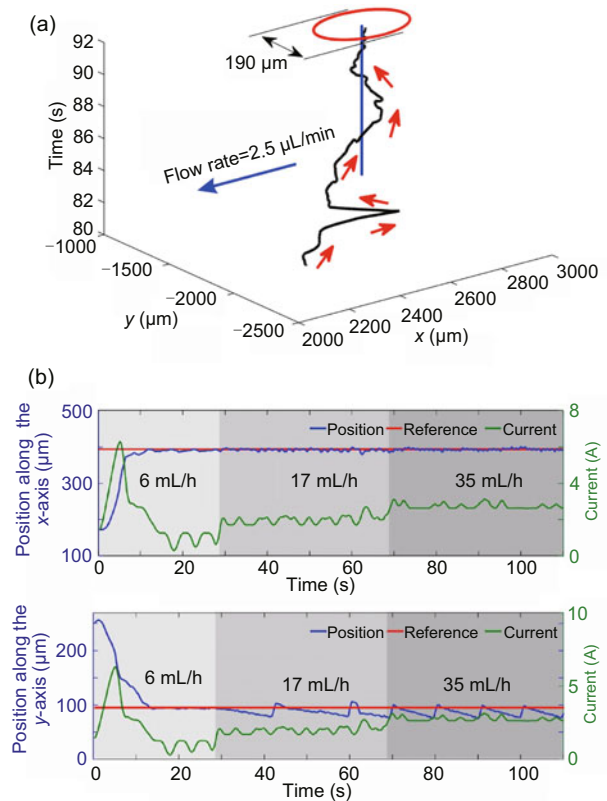 (a)
92
90
88
86
84
82
80
Time (s)
190 µm
Flow rate=2.5 µL/min
−1000
−1500
−2000
−2500
y (µm)
2000
2200
2400
2600
2800
3000
x (µm)
(b)
Position along the
x-axis (µm)
500
300
100
Position Reference Current
6 mL/h 17 mL/h 35 mL/h
8
6
4
2
0
Current (A)
0 20 40 60 80 100
Time (s)
Position along the
y-axis (µm)
200
100
0
Position Reference Current
6 mL/h 17 mL/h 35 mL/h
10
8
5
3
0
Current (A)
0 20 40 60 80 100
Time (s)